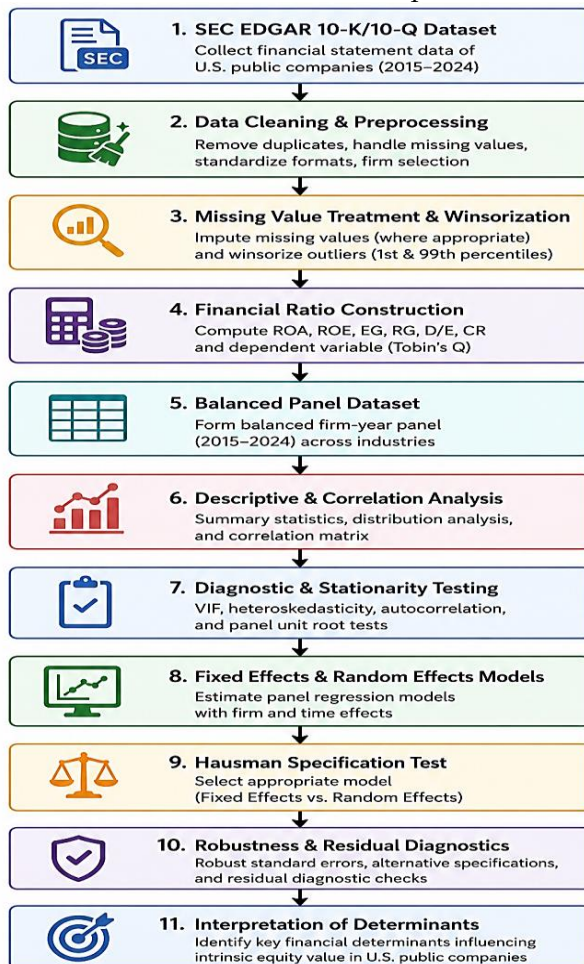 1. SEC EDGAR 10-K/10-Q Dataset
SEC
Collect financial statement data of
U.S. public companies (2015–2024)
2. Data Cleaning & Preprocessing
Remove duplicates, handle missing values,
standardize formats, firm selection
3. Missing Value Treatment & Winsorization
Impute missing values (where appropriate)
and winsorize outliers (1st & 99th percentiles)
4. Financial Ratio Construction
Compute ROA, ROE, EG, RG, D/E, CR
and dependent variable (Tobin's Q)
5. Balanced Panel Dataset
Form balanced firm-year panel
(2015–2024) across industries
6. Descriptive & Correlation Analysis
Summary statistics, distribution analysis,
and correlation matrix
7. Diagnostic & Stationarity Testing
VIF, heteroskedasticity, autocorrelation,
and panel unit root tests
8. Fixed Effects & Random Effects Models
Estimate panel regression models
with firm and time effects
9. Hausman Specification Test
Select appropriate model
(Fixed Effects vs. Random Effects)
10. Robustness & Residual Diagnostics
Robust standard errors, alternative specifications,
and residual diagnostic checks
11. Interpretation of Determinants
Identify key financial determinants influencing
intrinsic equity value in U.S. public companies